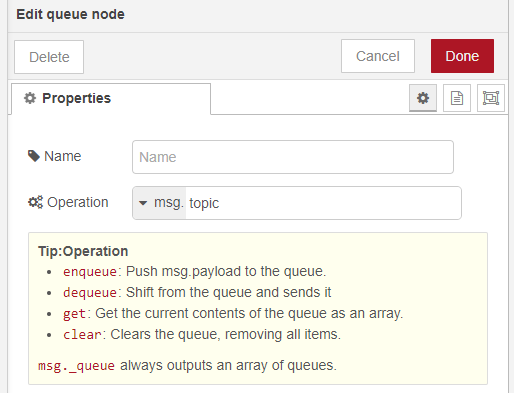 Edit queue node
Delete Cancel Done
Properties
Name Name
Operation msg. topic
Tip:Operation
enqueue: Push msg.payload to the queue.
dequeue: Shift from the queue and sends it
get: Get the current contents of the queue as an array.
clear: Clears the queue, removing all items.
msg._queue always outputs an array of queues.